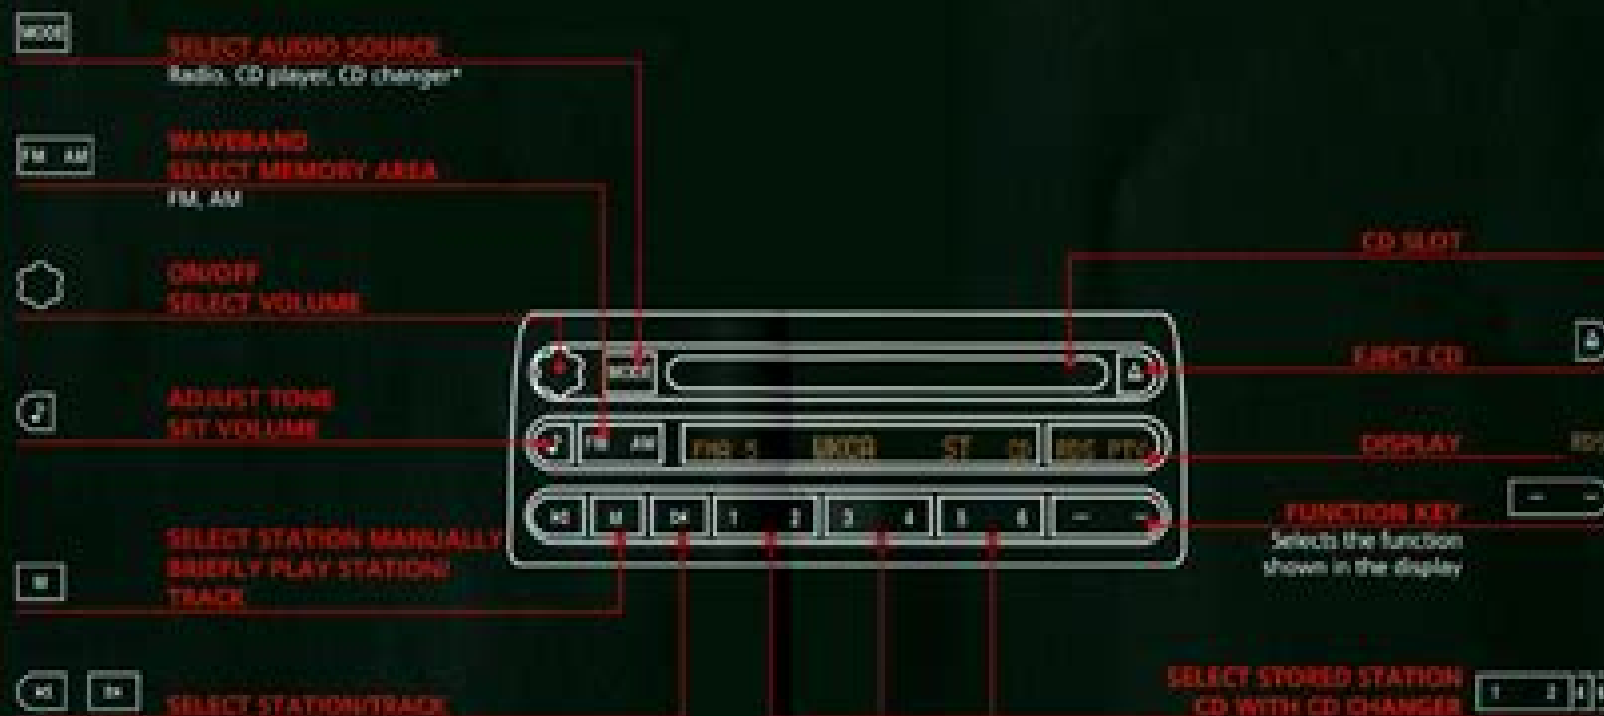 MODE
SELECT AUDIO SOURCE
Radio, CD player, CD changer*
WAVEBAND
FM AM
SELECT MEMORY AREA
FM, AM
CD SLOT
ON/OFF
SELECT VOLUME
EJECT CD
MODE
ADJUST TONE
SET VOLUME
FM AM
ST CD RDS PTY
DISPLAY
RDS
M 1 2 3 4 5 6
FUNCTION KEY
Selects the function
shown in the display
SELECT STATION MANUALLY
BRIEFLY PLAY STATION/
M
TRACK
SELECT STORED STATION
1 2
CD WITH CD CHANGER
SELECT STATION/TRACK